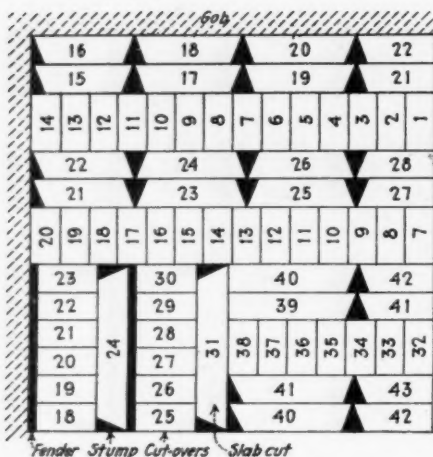 Gob
16 18 20 22
15 17 19 21
14 13 12 11 10 9 8 7 6 5 4 3 2 1
22 24 26 28
21 23 25 27
20 19 18 17 16 15 14 13 12 11 10 9 8 7
23 30 40 42
22 29 39 41
21 28
24 31 38 37 36 35 34 33 32
20 27
19 26 41 43
18 25 40 42
Fender Stump Cut-overs Slab cut